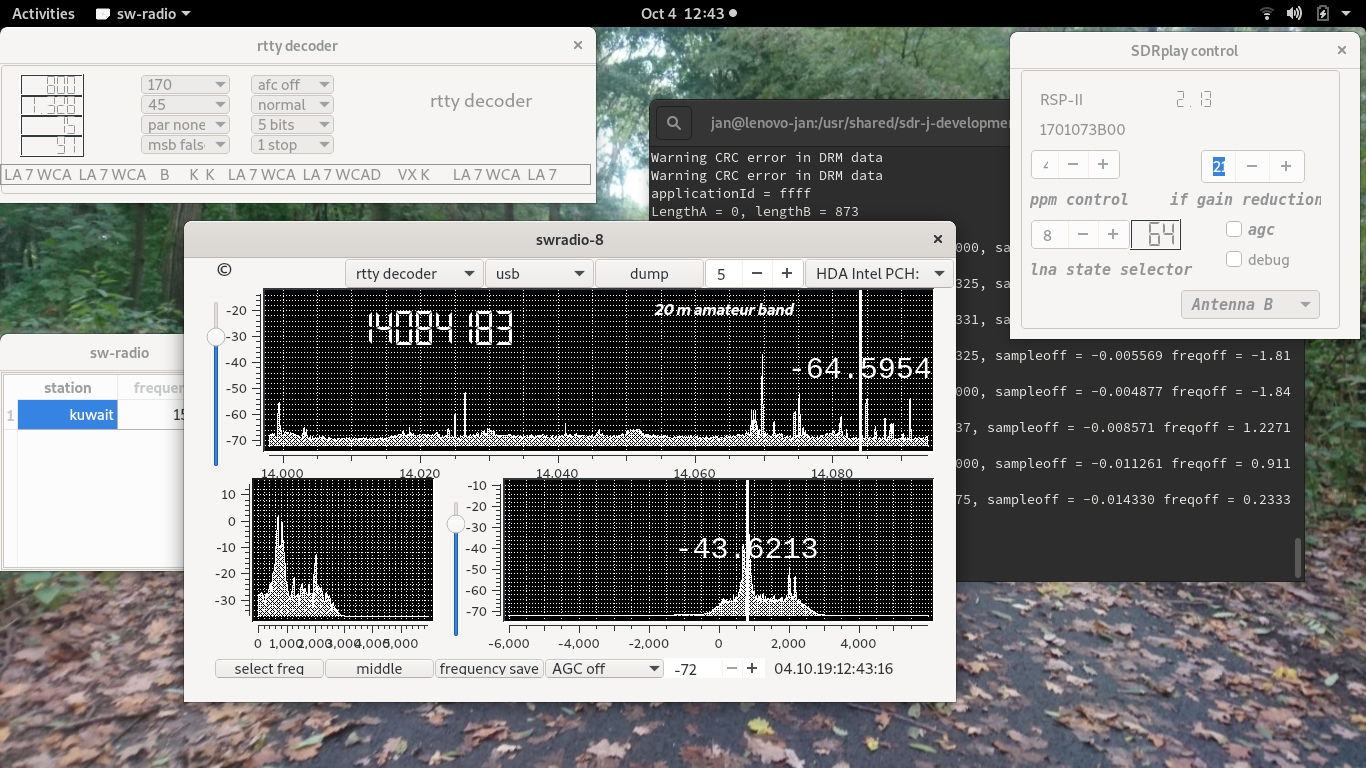 Activities sw-radio Oct 4 12:43
rtty decoder
800
170 afc off
45 normal
rtty decoder
15 par none 5 bits
msb fals 1 stop
LA 7 WCA LA 7 WCA B K K LA 7 WCA LA 7 WCAD VX K LA 7 WCA LA 7
jan@lenovo-jan:/usr/shared/sdr-j-developme
Warning CRC error in DRM data
Warning CRC error in DRM data
applicationId = ffff
LengthA = 0, lengthB = 873
000, sa
325, sa
331, sa
325, sampleoff = -0.005569 freqoff = -1.81
000, sampleoff = -0.004877 freqoff = -1.84
37, sampleoff = -0.008571 freqoff = 1.2271
000, sampleoff = -0.011261 freqoff = 0.911
75, sampleoff = -0.014330 freqoff = 0.2333
SDRplay control
RSP-II 2.13
1701073B00
4 21
ppm control if gain reduction
8 64 agc
debug
lna state selector
Antenna B
sw-radio
station frequen
1 kuwait 15
swradio-8
© rtty decoder usb dump 5 HDA Intel PCH:
14084 183
20 m amateur band
-64.5954
-20
-30
-40
-50
-60
-70
14.000 14.020 14.040 14.060 14.080
10
0
-10
-20
-30
0 1,000 2,000 3,000 4,000 5,000
-10
-20
-30
-40
-50
-60
-70
-43.6213
-6,000 -4,000 -2,000 0 2,000 4,000
select freq middle frequency save AGC off -72 04.10.19:12:43:16